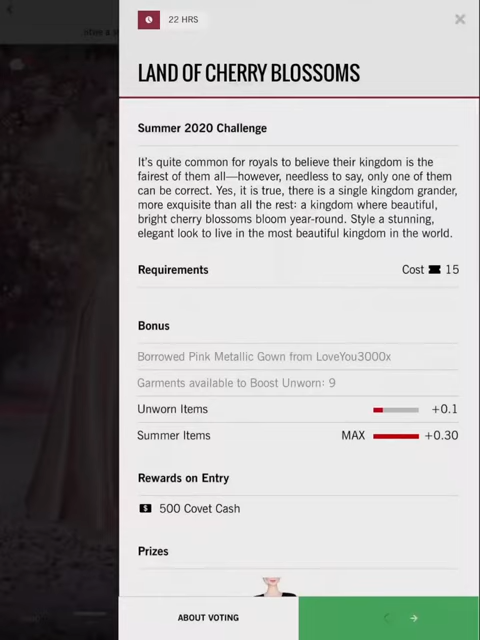 22 HRS
LAND OF CHERRY BLOSSOMS
Summer 2020 Challenge
It's quite common for royals to believe their kingdom is the
fairest of them all—however, needless to say, only one of them
can be correct. Yes, it is true, there is a single kingdom grander,
more exquisite than all the rest: a kingdom where beautiful,
bright cherry blossoms bloom year-round. Style a stunning,
elegant look to live in the most beautiful kingdom in the world.
Requirements Cost 15
Bonus
Borrowed Pink Metallic Gown from LoveYou3000x
Garments available to Boost Unworn: 9
Unworn Items +0.1
Summer Items MAX +0.30
Rewards on Entry
$ 500 Covet Cash
Prizes
ABOUT VOTING